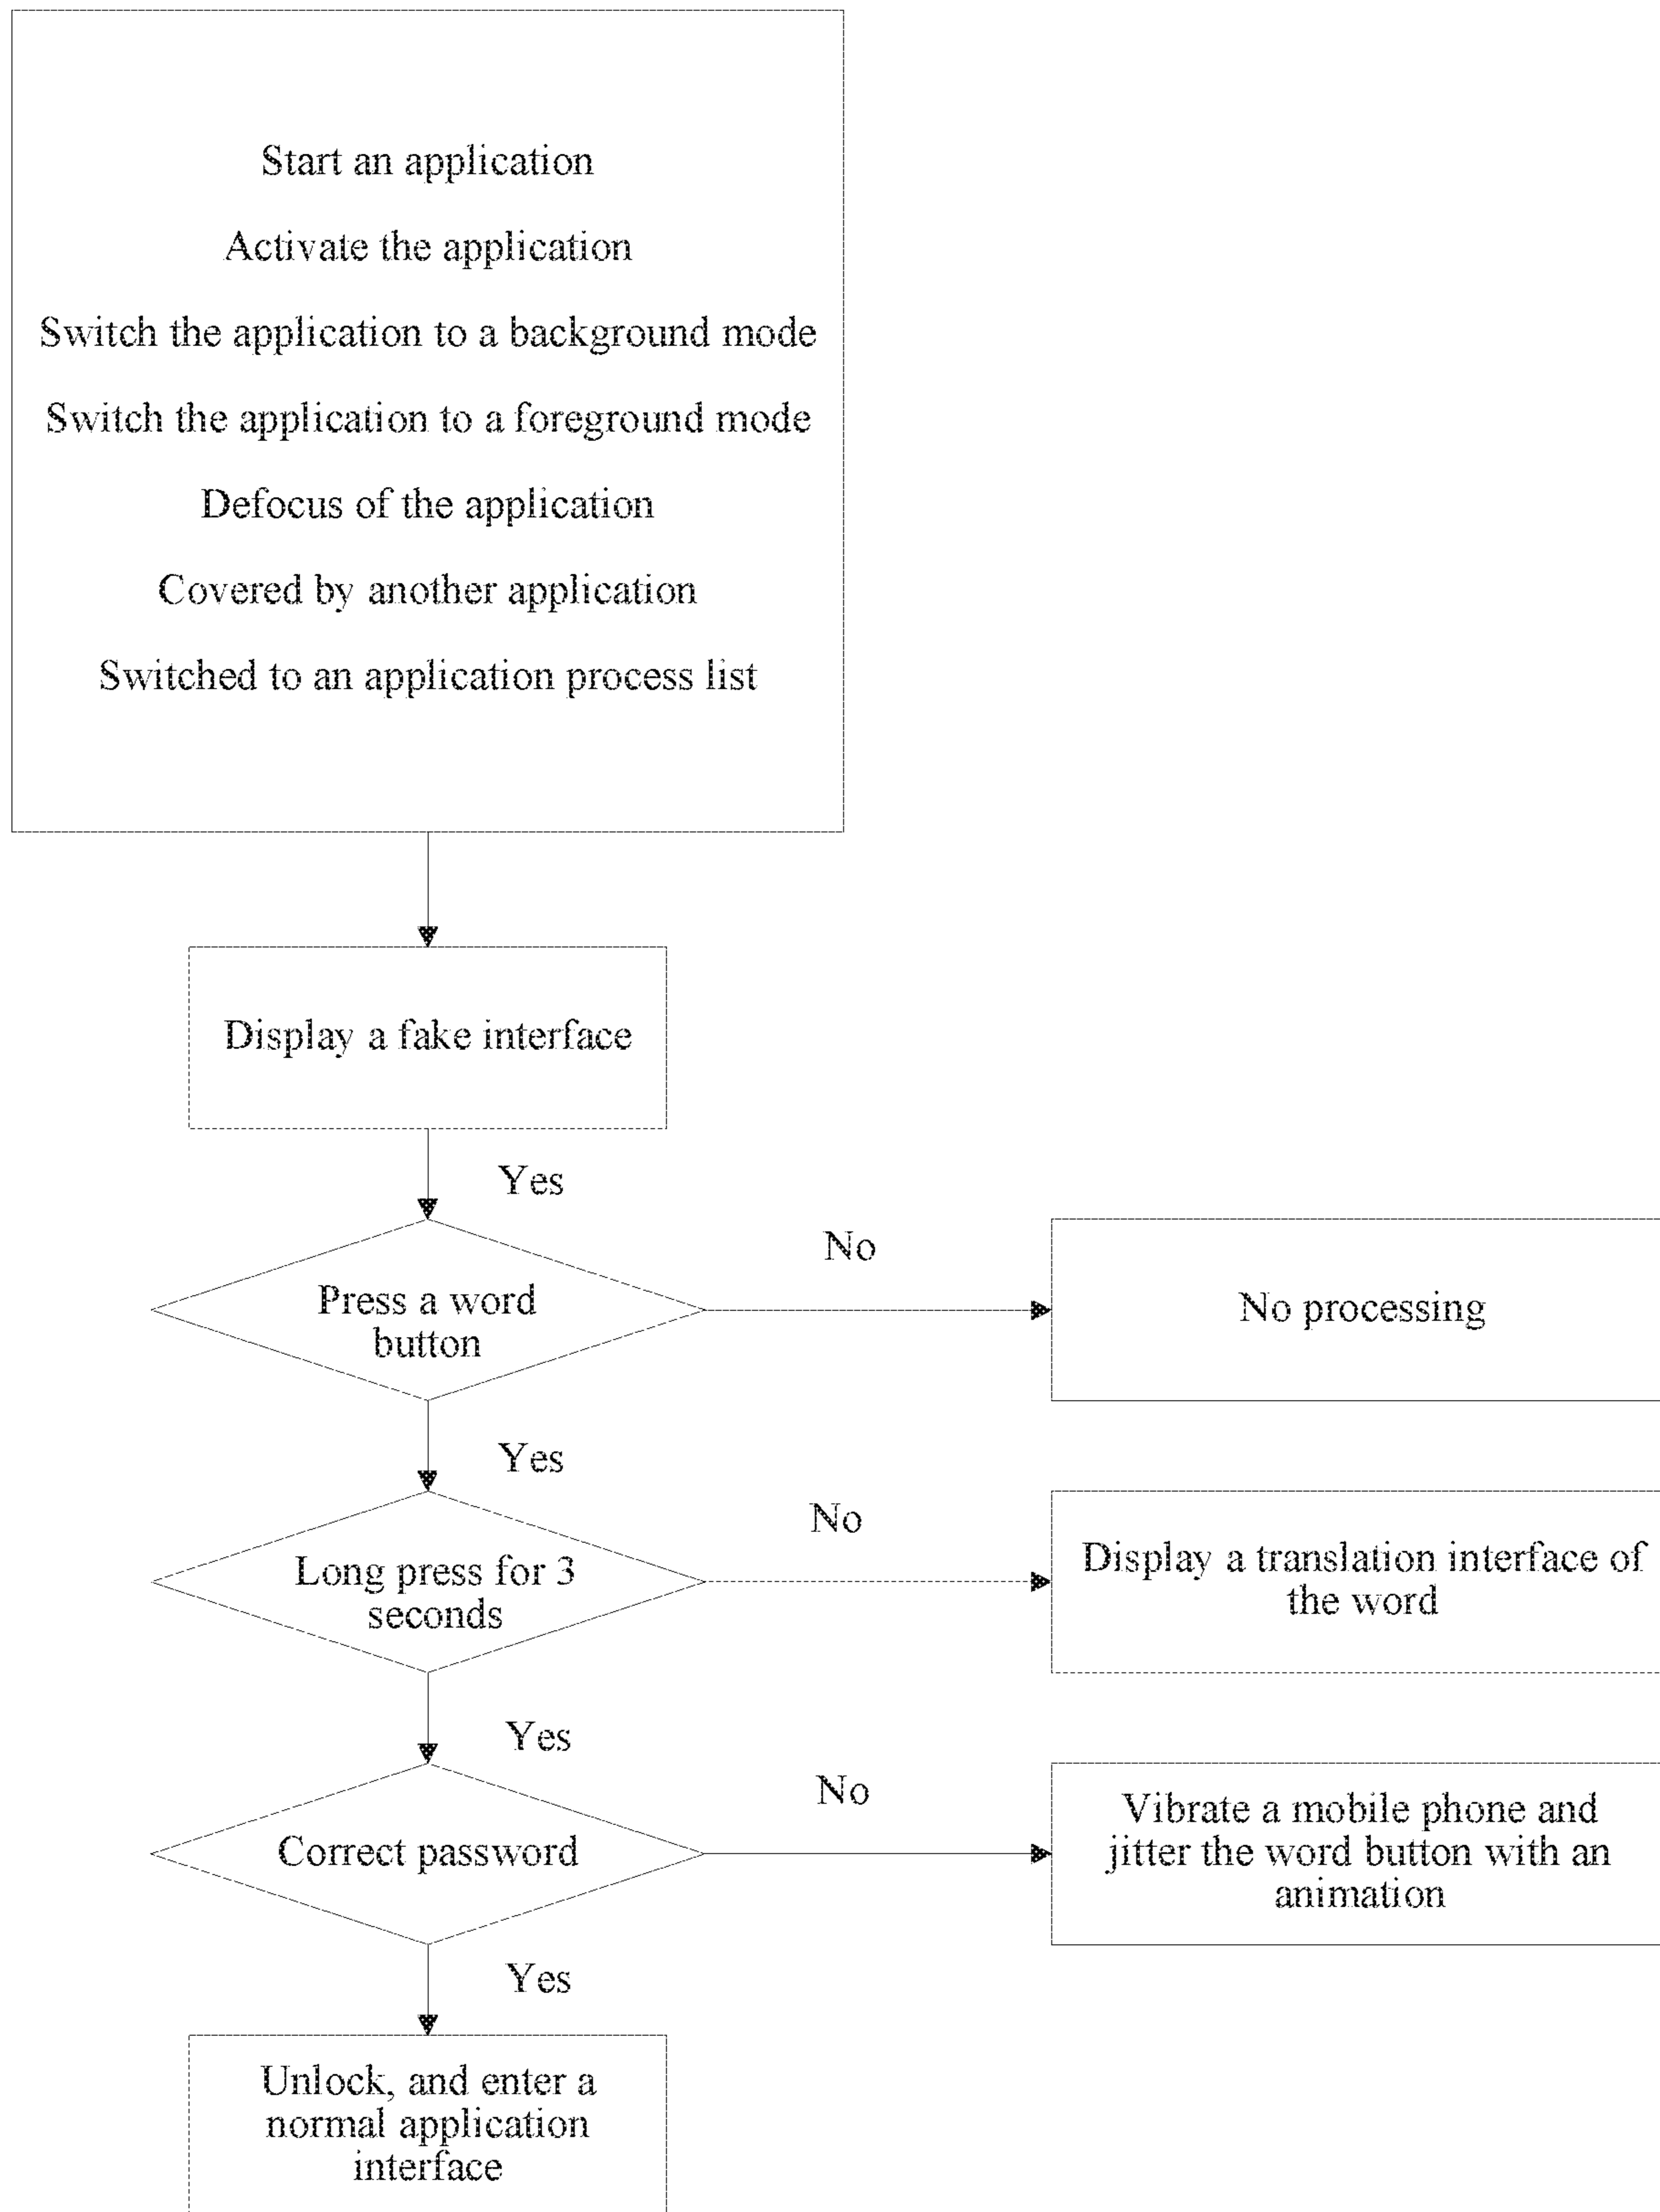 Start an application
Activate the application
Switch the application to a background mode
Switch the application to a foreground mode
Defocus of the application
Covered by another application
Switched to an application process list
Display a fake interface
Yes
No
Press a word
button
No processing
Yes
No
Long press for 3
seconds
Display a translation interface of
the word
Yes
No
Correct password
Vibrate a mobile phone and
jitter the word button with an
animation
Yes
Unlock, and enter a
normal application
interface